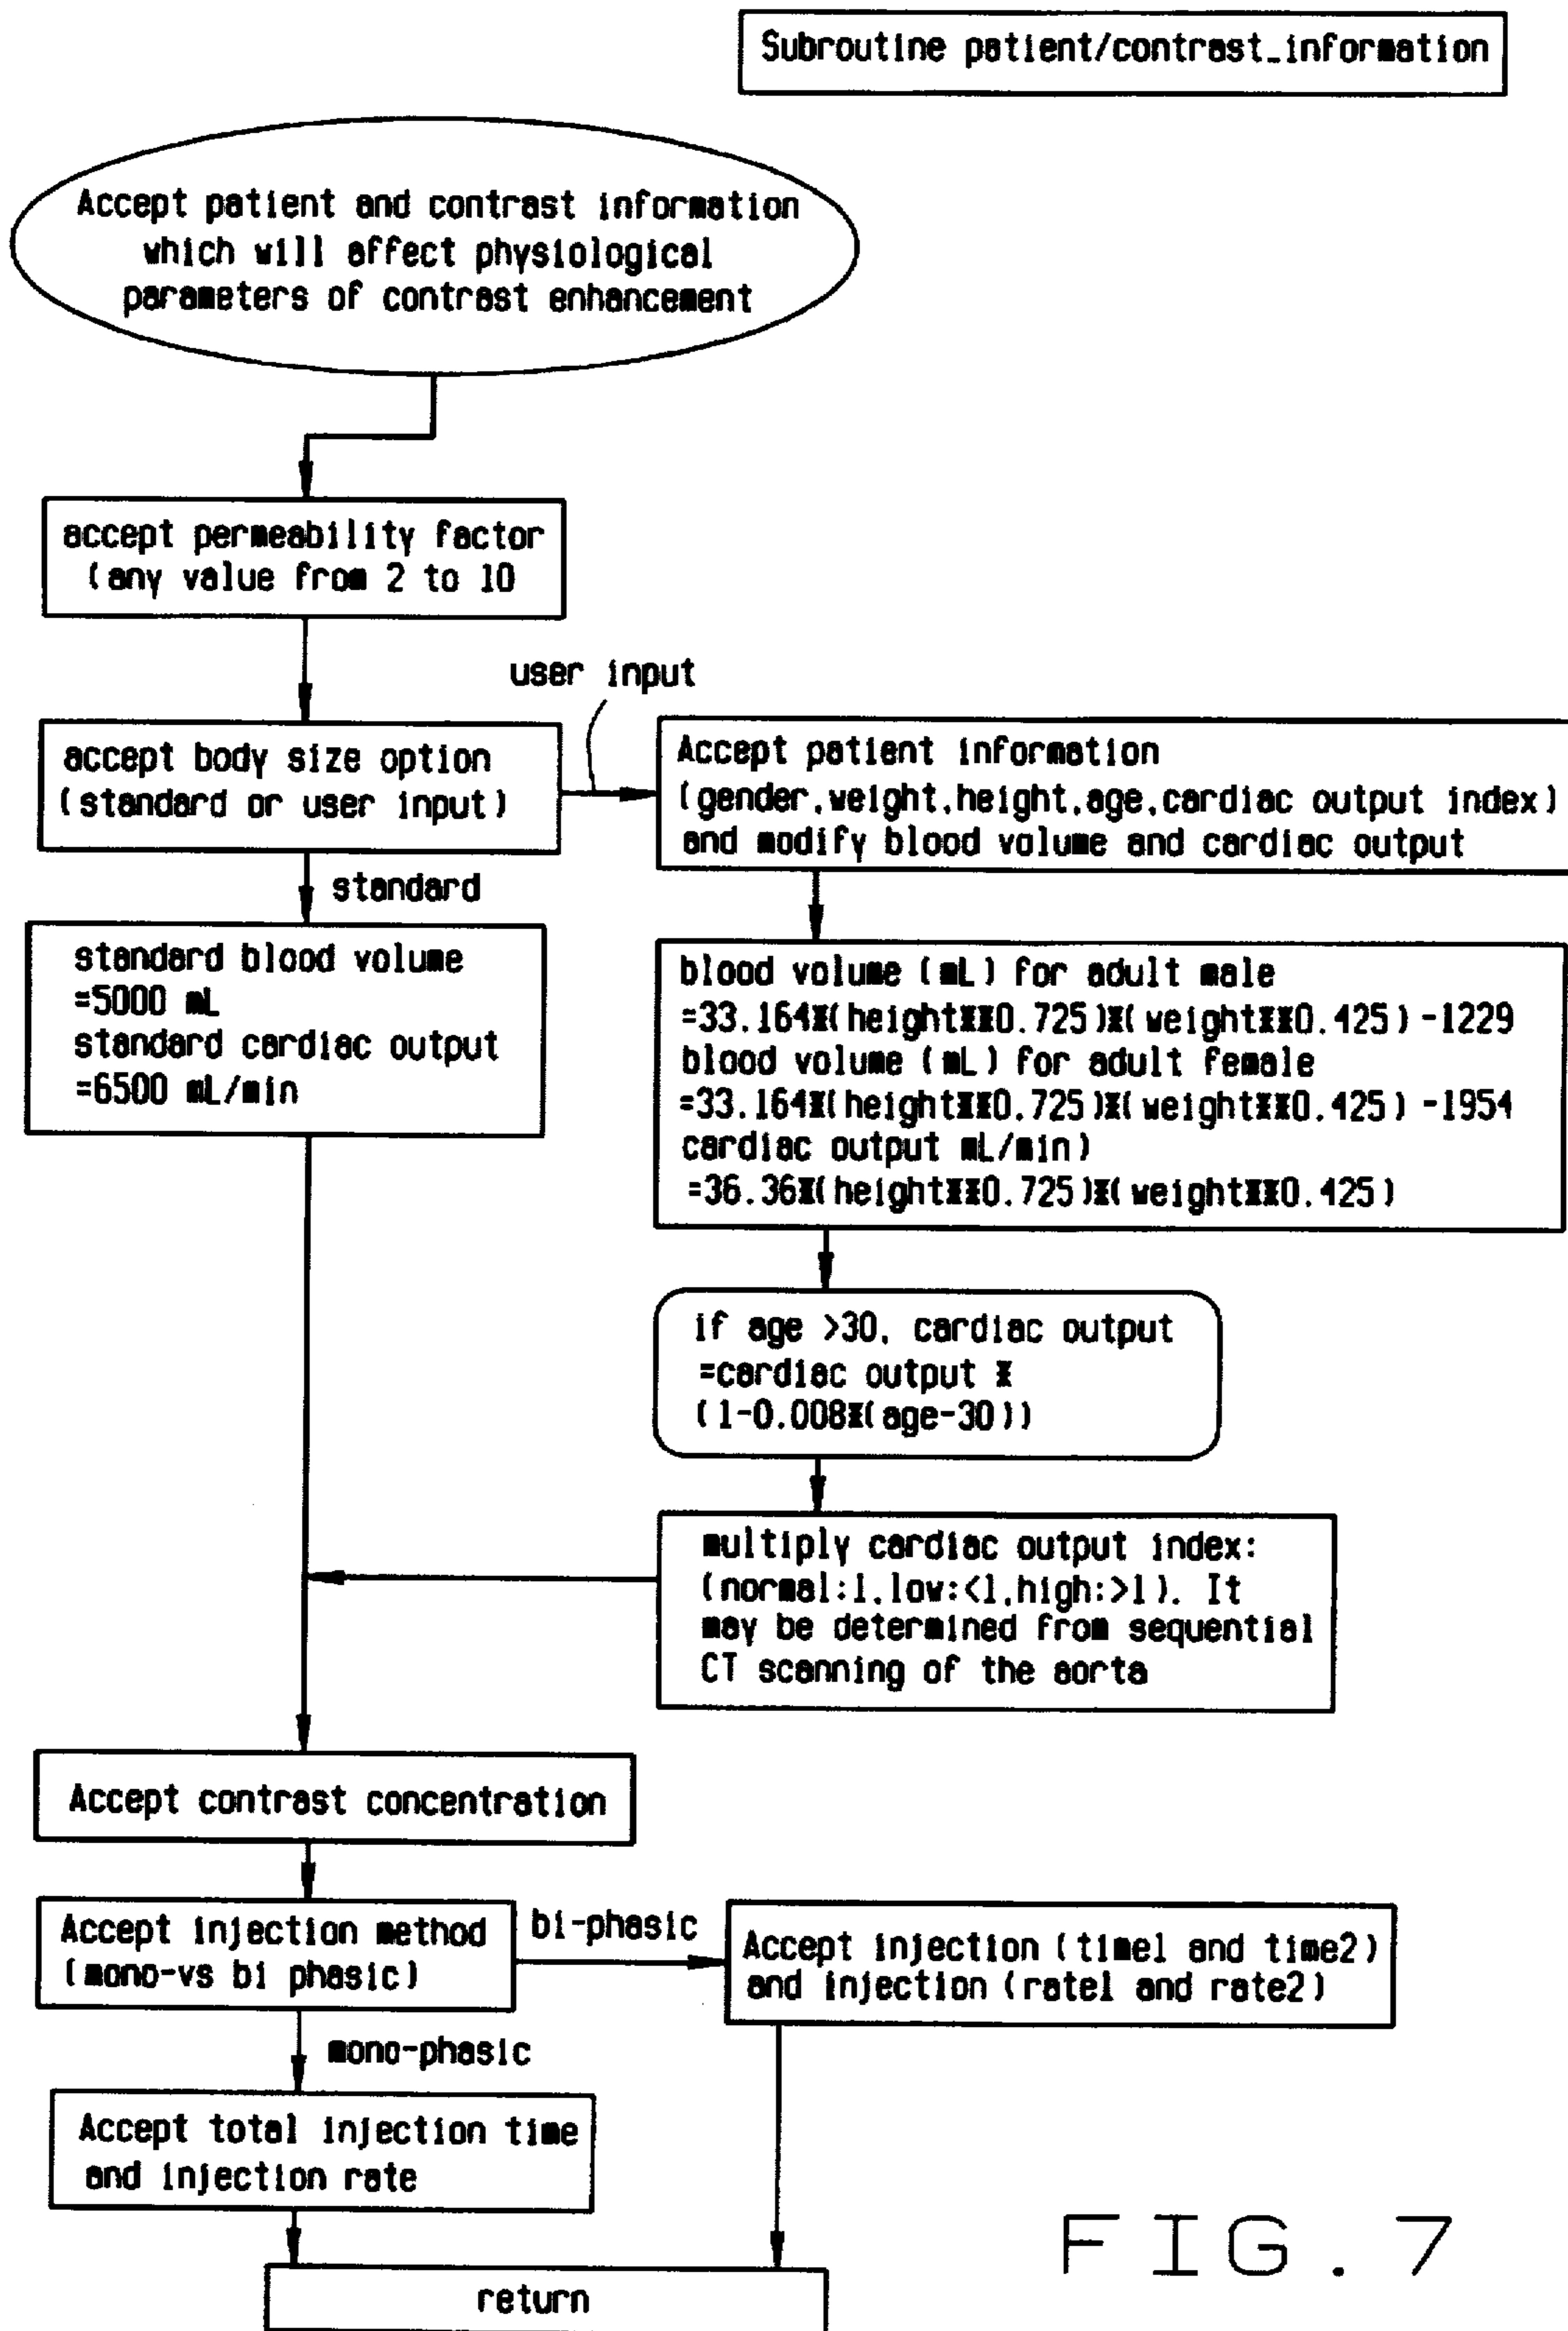 Subroutine patient/contrast_information
Accept patient and contrast information
which will affect physiological
parameters of contrast enhancement
accept permeability factor
(any value from 2 to 10
user input
accept body size option
(standard or user input)
Accept patient information
(gender,weight,height,age,cardiac output index)
and modify blood volume and cardiac output
standard
standard blood volume
=5000 mL
standard cardiac output
=6500 mL/min
blood volume (mL) for adult male
=33.164*(height**0.725)*(weight**0.425)-1229
blood volume (mL) for adult female
=33.164*(height**0.725)*(weight**0.425)-1954
cardiac output mL/min)
=36.36*(height**0.725)*(weight**0.425)
if age >30, cardiac output
=cardiac output *
(1-0.008*(age-30))
multiply cardiac output index:
(normal:1,low:<1,high:>1). It
may be determined from sequential
CT scanning of the aorta
Accept contrast concentration
Accept injection method
(mono-vs bi phasic)
bi-phasic
Accept injection (time1 and time2)
and injection (rate1 and rate2)
mono-phasic
Accept total injection time
and injection rate
return
FIG. 7